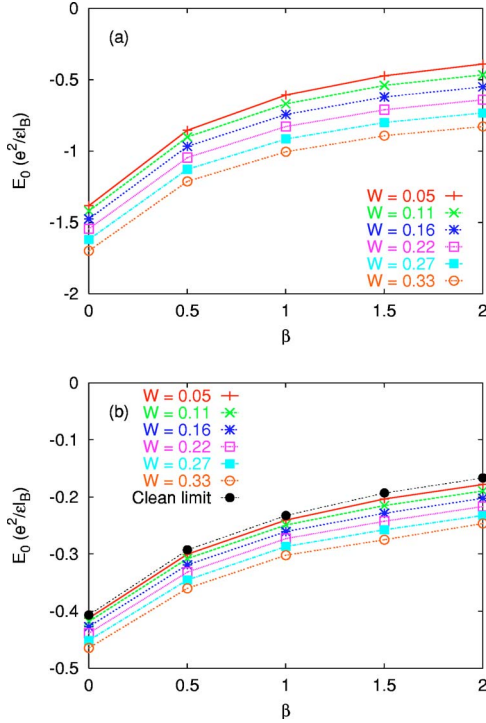 0
(a)
-0.5
-1
-1.5
-2
E0 (e²/εlB)
W = 0.05
W = 0.11
W = 0.16
W = 0.22
W = 0.27
W = 0.33
0 0.5 1 1.5 2
β
0
(b)
W = 0.05
W = 0.11
W = 0.16
W = 0.22
W = 0.27
W = 0.33
Clean limit
-0.1
-0.2
-0.3
-0.4
-0.5
E0 (e²/εlB)
0 0.5 1 1.5 2
β